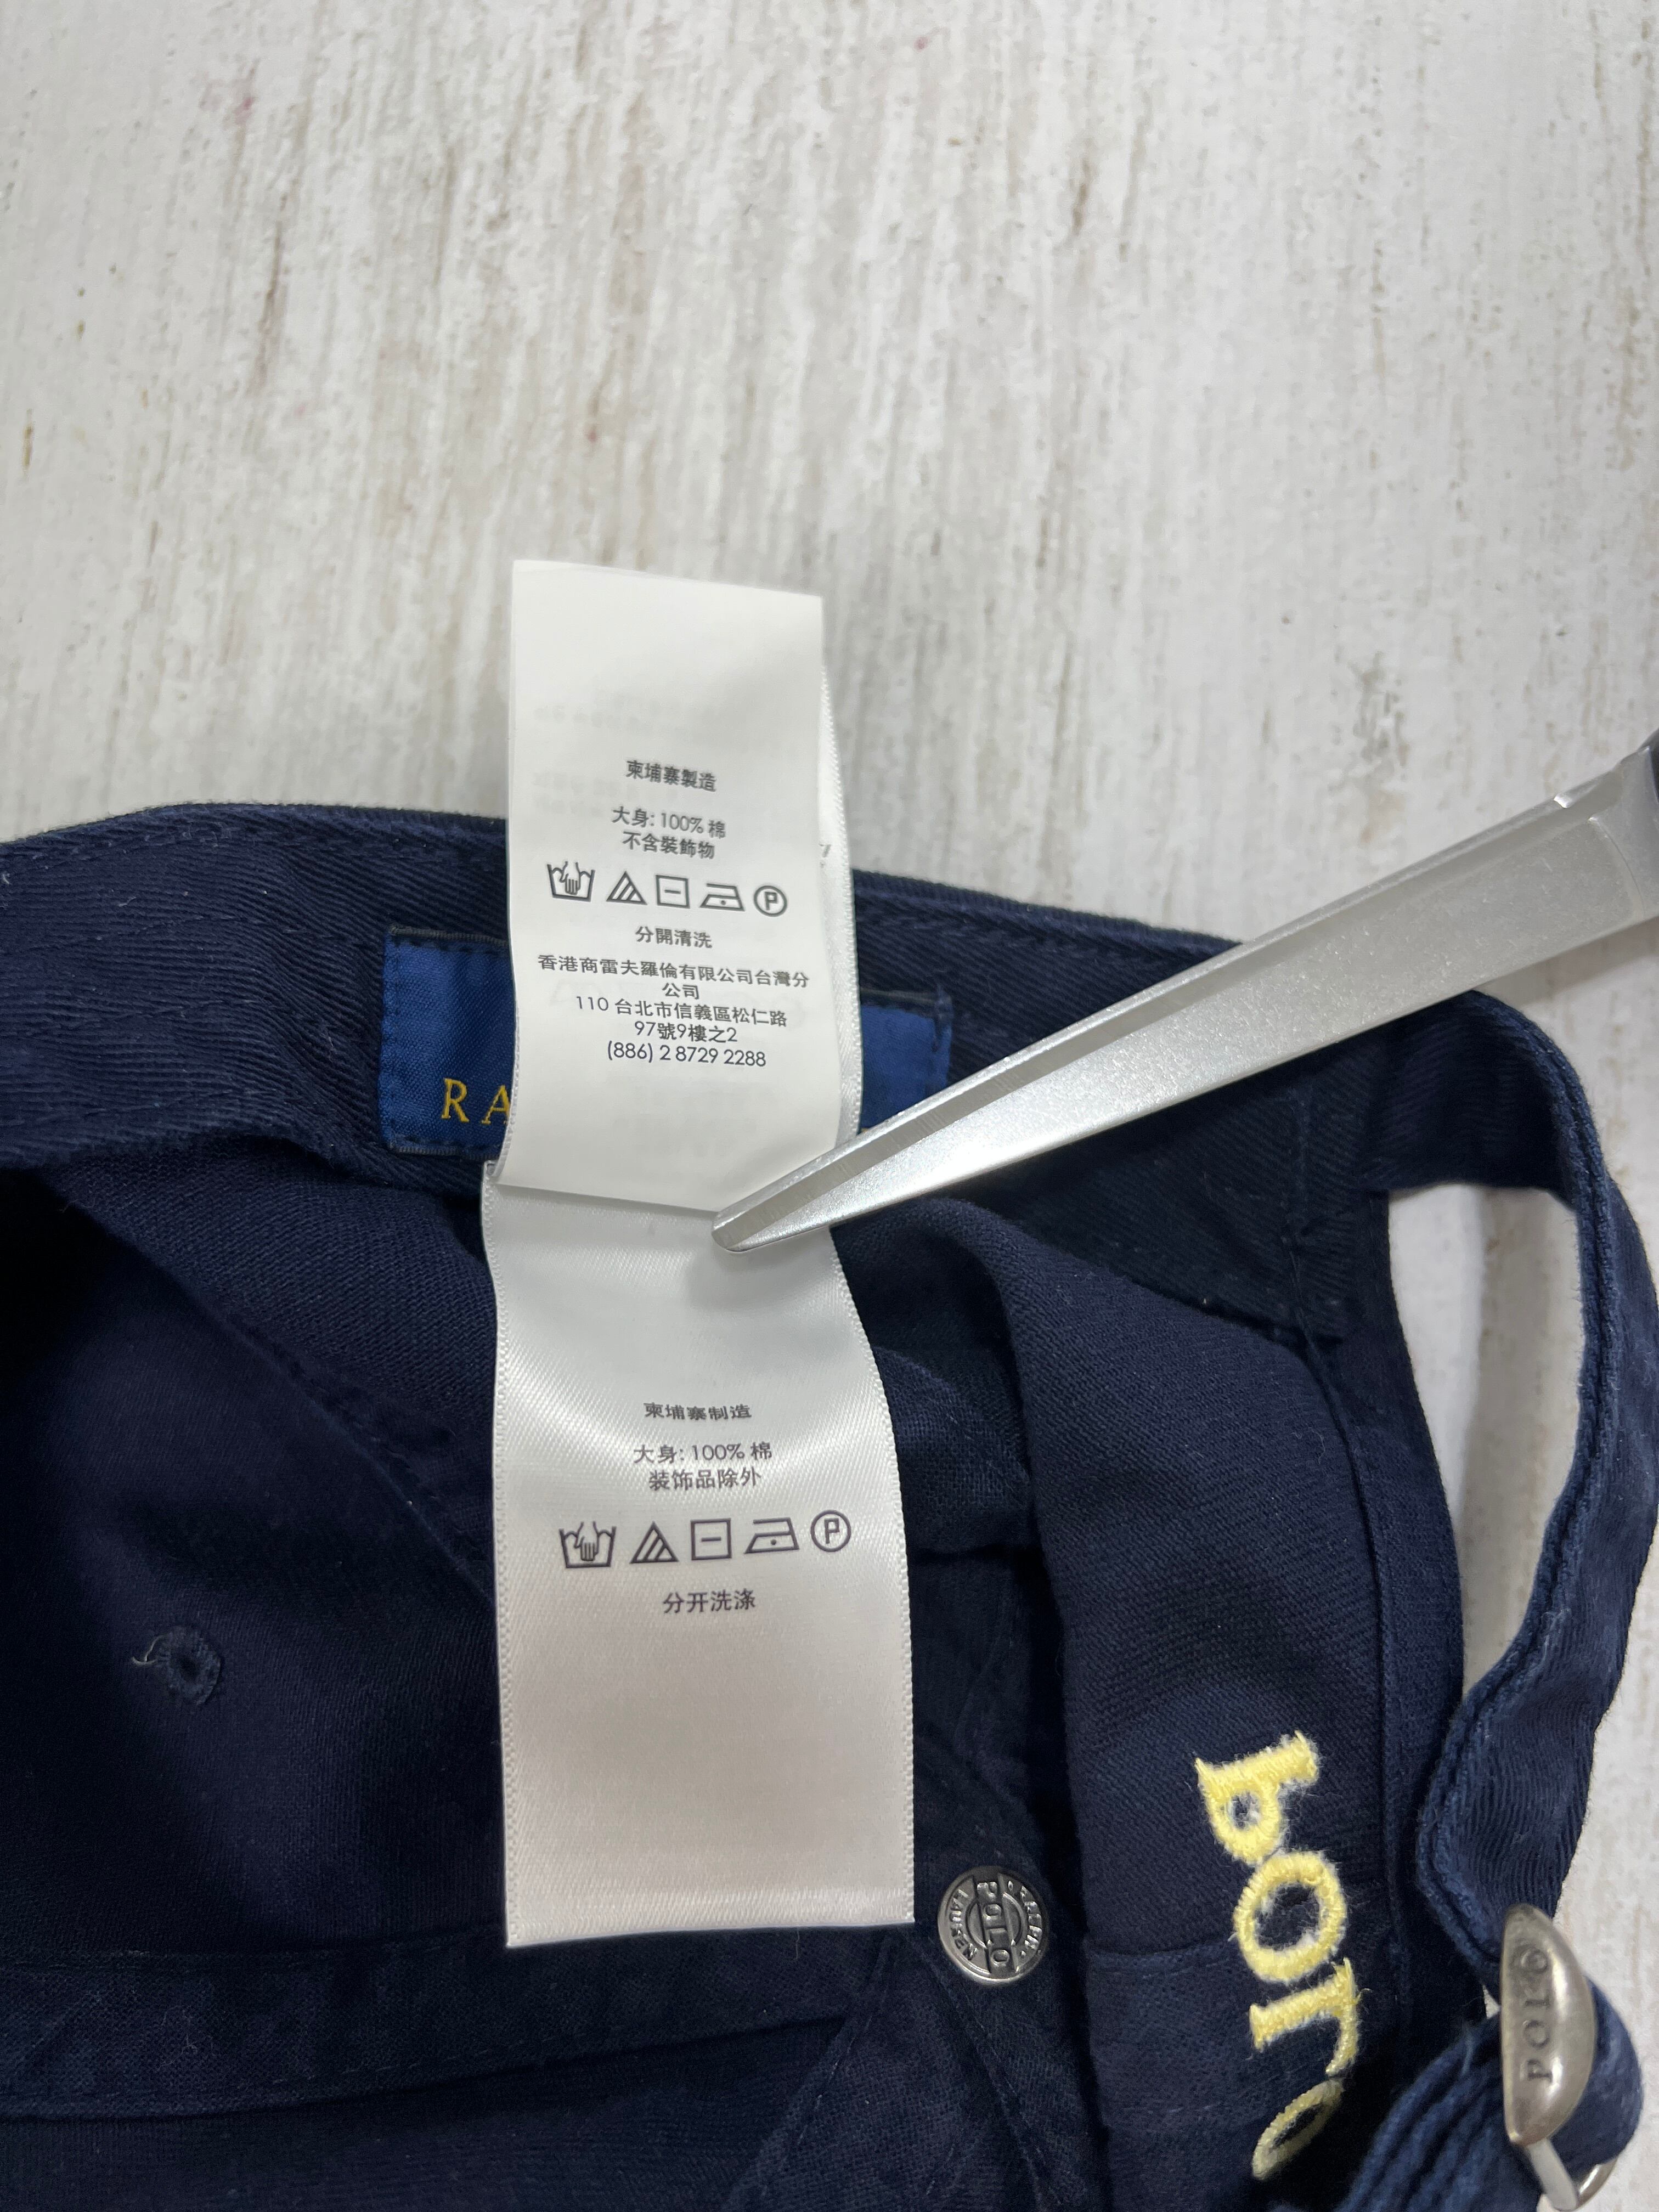 柬埔寨製造
大身: 100% 棉
不含裝飾物
P
分開清洗
香港商雷夫羅倫有限公司台灣分
公司
110 台北市信義區松仁路
97號9樓之2
(886) 2 8729 2288
RA
柬埔寨制造
大身: 100% 棉
装饰品除外
P
分开洗涤
POLO
RALPH
LAUREN
POLO
POLO